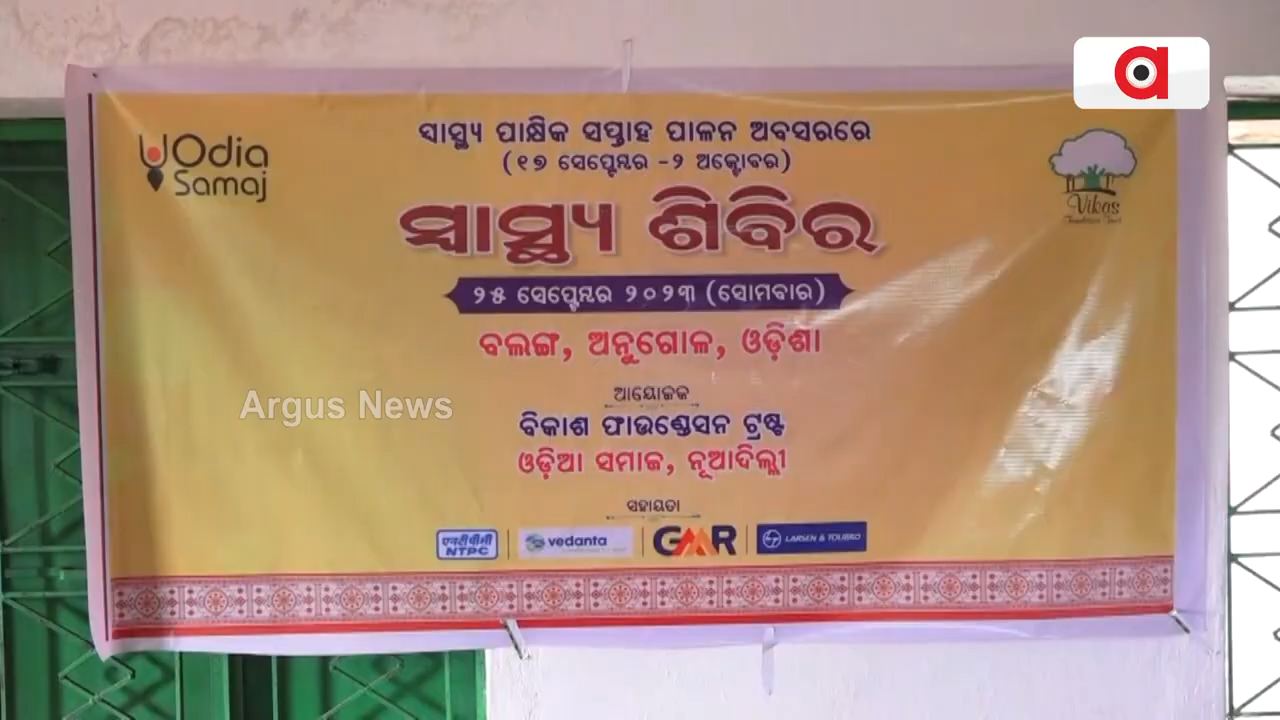 a
Odia
Samaj
ସ୍ୱାସ୍ଥ୍ୟ ପାକ୍ଷିକ ସପ୍ତାହ ପାଳନ ଅବସରରେ
(୧୭ ସେପ୍ଟେମ୍ବର -୨ ଅକ୍ଟୋବର)
ସ୍ୱାସ୍ଥ୍ୟ ଶିବିର
Vikas
୨୫ ସେପ୍ଟେମ୍ବର ୨୦୨୩ (ସୋମବାର)
ବଲଙ୍ଗ, ଅନୁଗୋଳ, ଓଡ଼ିଶା
ଆୟୋଜକ
Argus News
ବିକାଶ ଫାଉଣ୍ଡେସନ ଟ୍ରଷ୍ଟ
ଓଡ଼ିଆ ସମାଜ, ନୂଆଦିଲ୍ଲୀ
ସହାୟତା
एनटीपीसी
NTPC
vedanta
GMR
LARSEN & TOUBRO